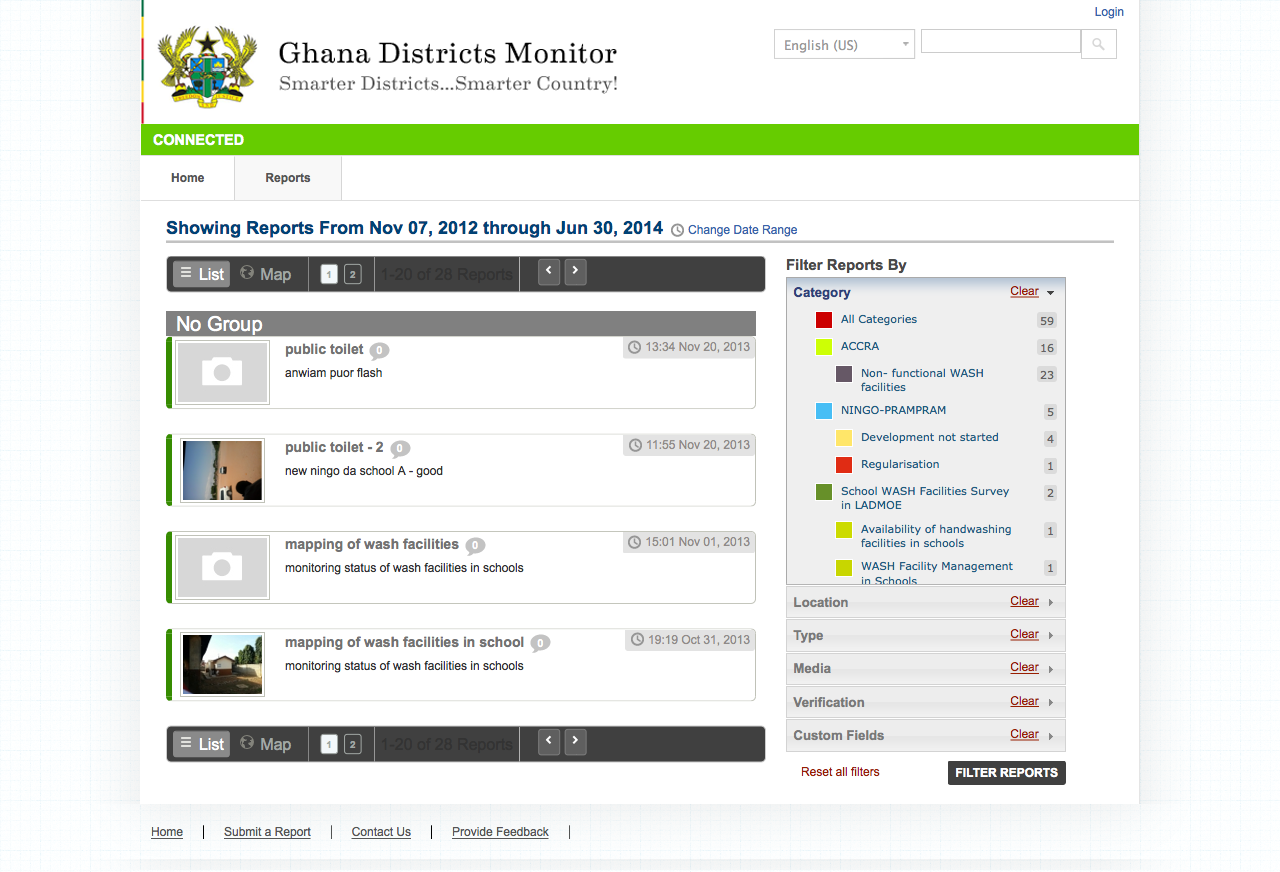 Login
Ghana Districts Monitor
Smarter Districts...Smarter Country!
English (US)
CONNECTED
Home
Reports
Showing Reports From Nov 07, 2012 through Jun 30, 2014
Change Date Range
List
Map
1
2
1-20 of 28 Reports
No Group
public toilet
0
13:34 Nov 20, 2013
anwiam puor flash
public toilet - 2
0
11:55 Nov 20, 2013
new ningo da school A - good
mapping of wash facilities
0
15:01 Nov 01, 2013
monitoring status of wash facilities in schools
mapping of wash facilities in school
0
19:19 Oct 31, 2013
monitoring status of wash facilities in schools
List
Map
1
2
1-20 of 28 Reports
Filter Reports By
Category
Clear
All Categories
59
ACCRA
16
Non- functional WASH
facilities
23
NINGO-PRAMPRAM
5
Development not started
4
Regularisation
1
School WASH Facilities Survey
in LADMOE
2
Availability of handwashing
facilities in schools
1
WASH Facility Management
in Schools
1
Location
Clear
Type
Clear
Media
Clear
Verification
Clear
Custom Fields
Clear
Reset all filters
FILTER REPORTS
Home
Submit a Report
Contact Us
Provide Feedback